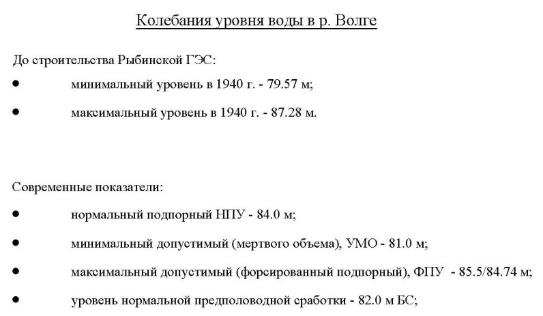 Колебания уровня воды в р. Волге
До строительства Рыбинской ГЭС:
• минимальный уровень в 1940 г. - 79.57 м;
• максимальный уровень в 1940 г. - 87.28 м.
Современные показатели:
• нормальный подпорный НПУ - 84.0 м;
• минимальный допустимый (мертвого объема), УМО - 81.0 м;
• максимальный допустимый (форсированный подпорный), ФПУ - 85.5/84.74 м;
• уровень нормальной предполоводной сработки - 82.0 м БС;